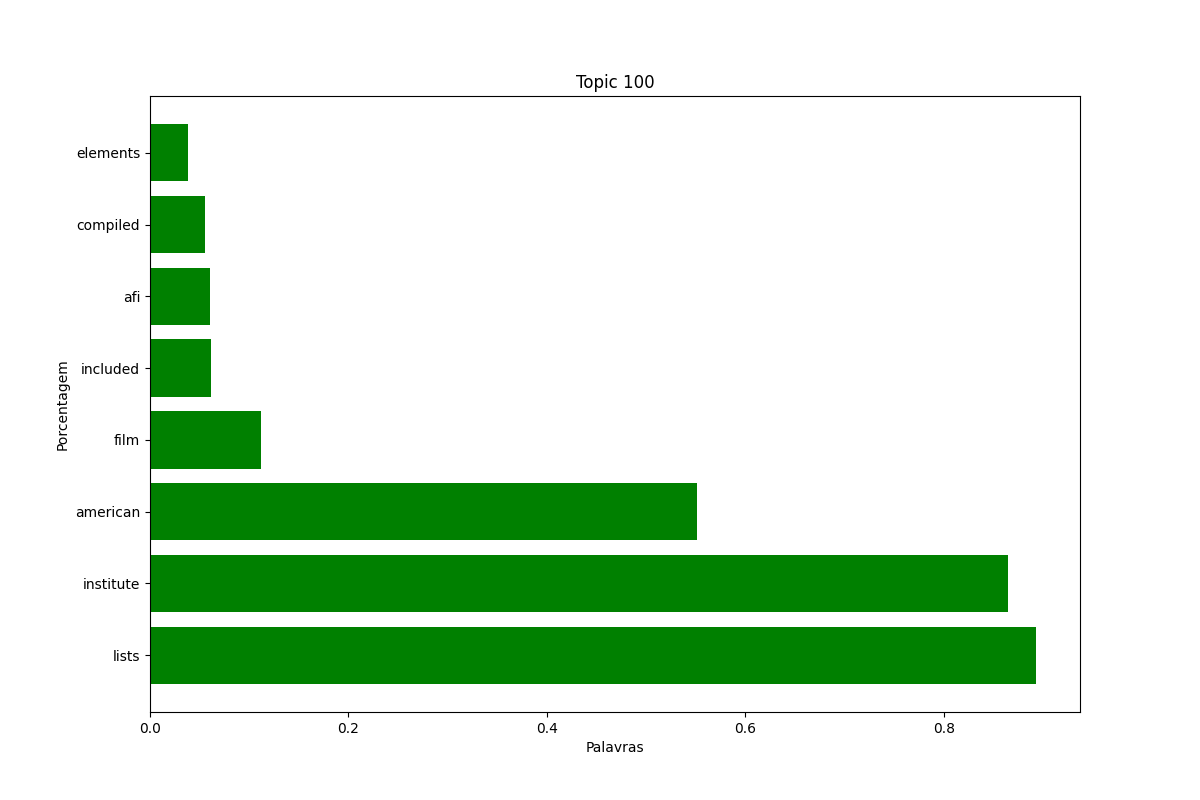 Topic 100
elements
compiled
afi
included
film
american
institute
lists
Porcentagem
0.0 0.2 0.4 0.6 0.8
Palavras